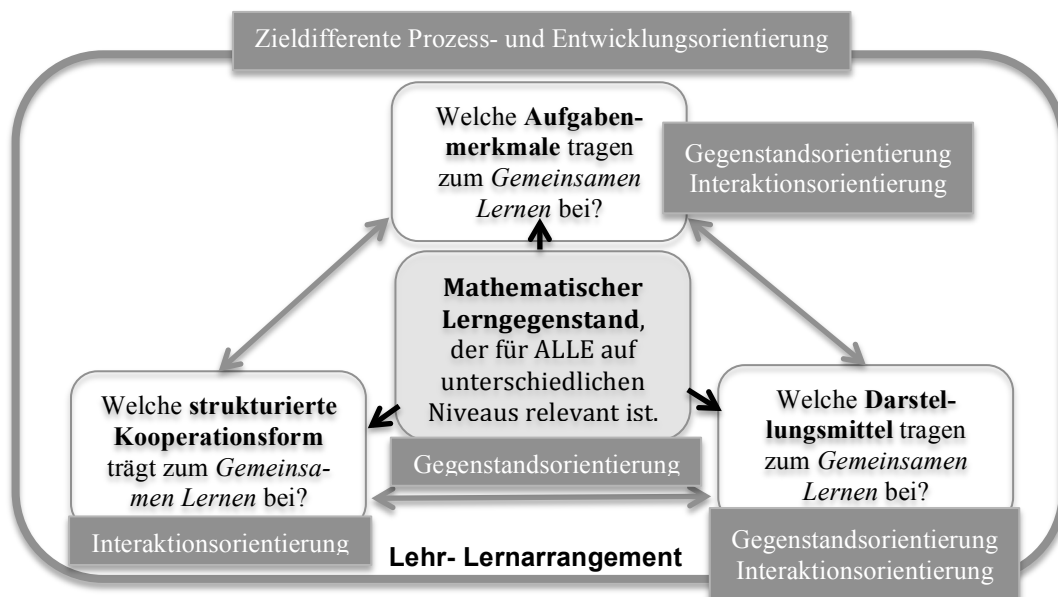 Zieldifferente Prozess- und Entwicklungsorientierung
Welche Aufgaben-
merkmale tragen
zum Gemeinsamen
Lernen bei?
Gegenstandsorientierung
Interaktionsorientierung
Mathematischer
Lerngegenstand,
der für ALLE auf
unterschiedlichen
Niveaus relevant ist.
Gegenstandsorientierung
Welche strukturierte
Kooperationsform
trägt zum Gemeinsa-
men Lernen bei?
Interaktionsorientierung
Welche Darstel-
lungsmittel tragen
zum Gemeinsamen
Lernen bei?
Gegenstandsorientierung
Interaktionsorientierung
Lehr- Lernarrangement